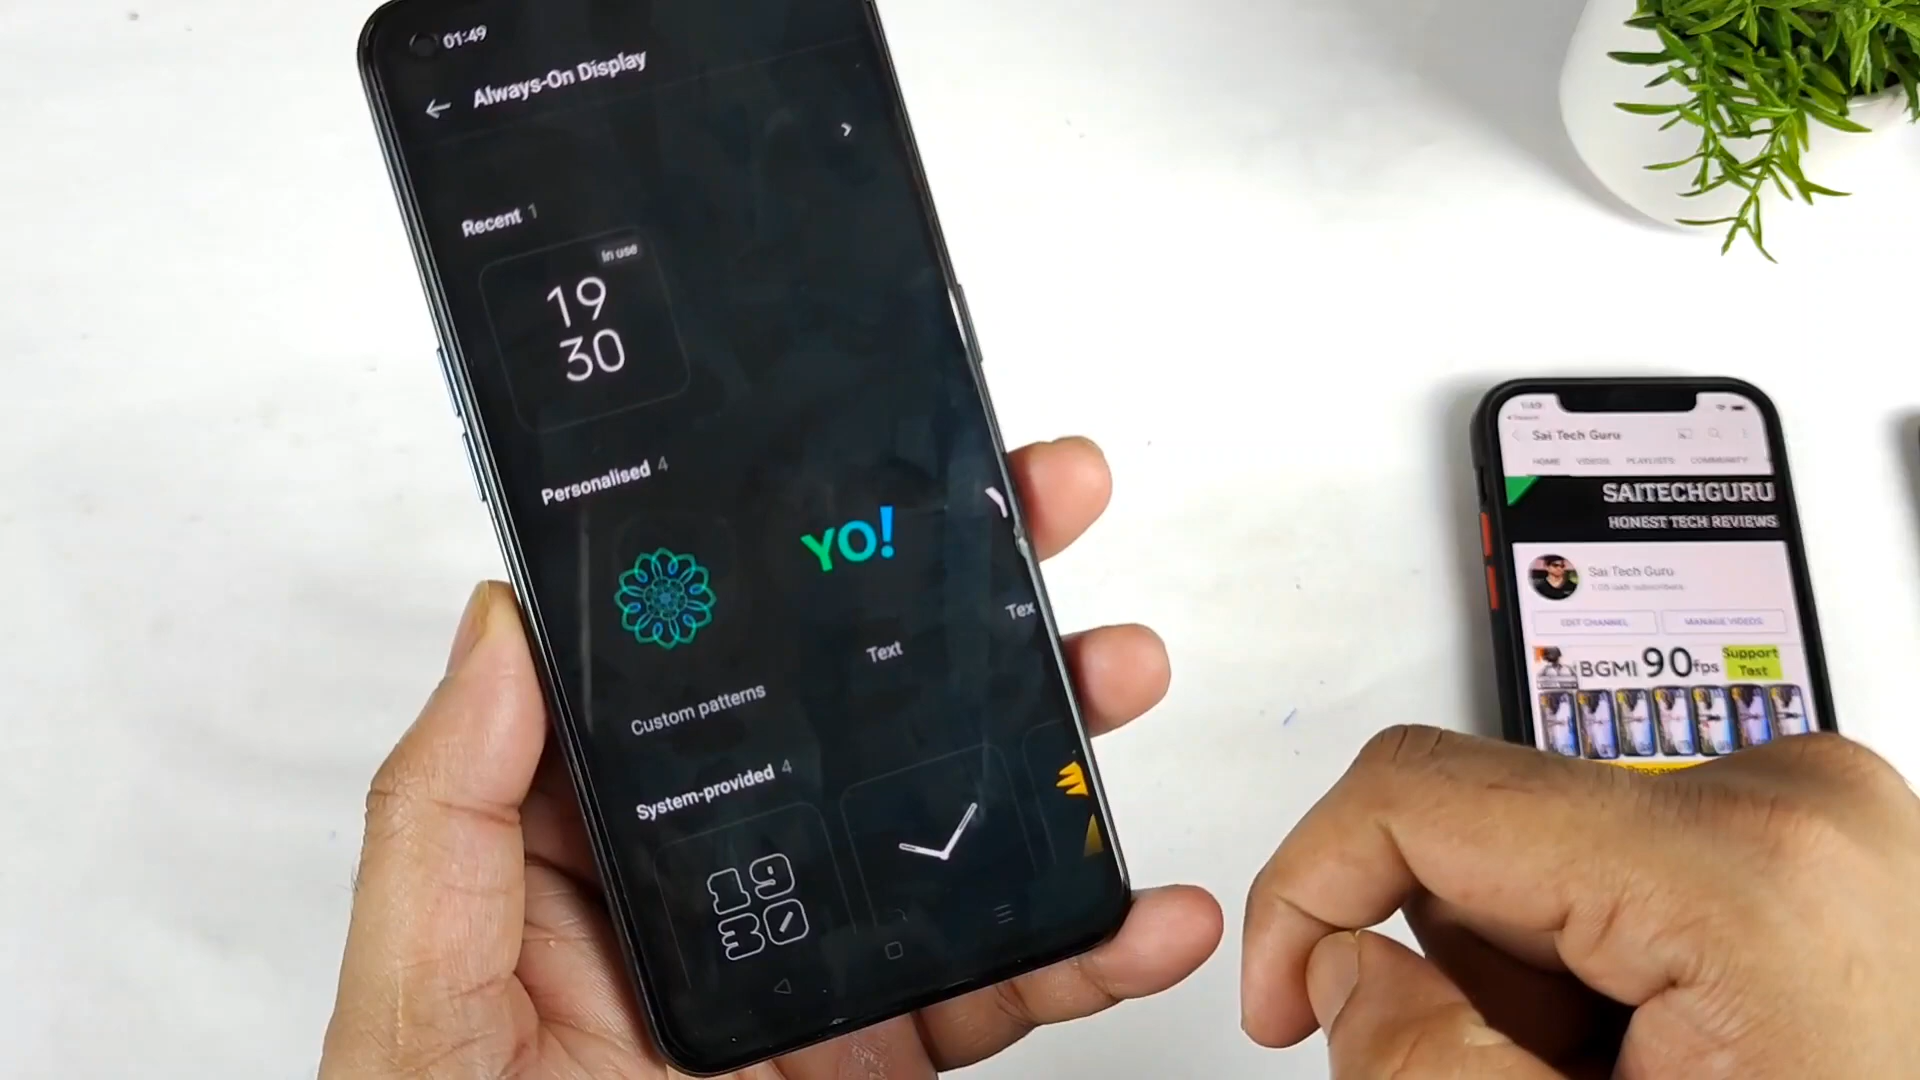 01:49
Always-On Display
Recent 1
In use
19
30
Personalised 4
YO!
Custom patterns
Text
Tex
System-provided 4
19
30
1:49
Sai Tech Guru
HOME VIDEOS PLAYLISTS COMMUNITY
SAITECHGURU
HONEST TECH REVIEWS
Sai Tech Guru
EDIT CHANNEL MANAGE VIDEOS
BGMI 90fps Support
Test